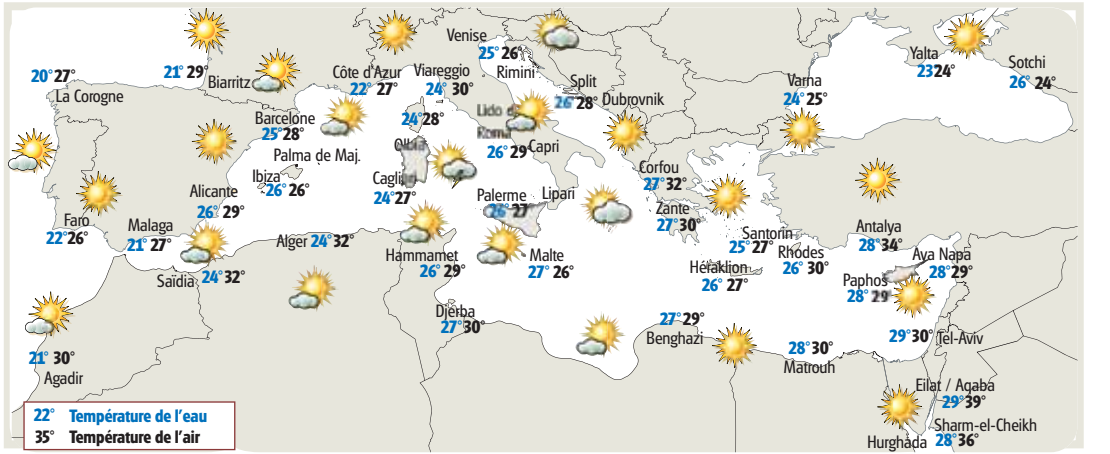 Venise
25° 26°
Rimini
20° 27°
La Corogne
21° 29°
Biarritz
Côte d'Azur
22° 27°
Viareggio
24° 30°
Split
26° 28°
Dubrovnik
Varna
24° 25°
Yalta
23 24°
Sotchi
26° 24°
Barcelone
25° 28°
24° 28°
Olbia
Lido di
Roma
26° 29°
Capri
Palma de Maj.
Ibiza
26° 26°
Cagliari
24° 27°
Palerme
26° 27
Lipari
Corfou
27° 32°
Zante
27° 30°
Alicante
26° 29°
Faro
22° 26°
Malaga
21° 27°
Saïdia
24° 32°
Alger 24° 32°
Hammamet
26° 29°
Malte
27° 26°
Santorin
25° 27°
Héraklion
26° 27°
Rhodes
26° 30°
Antalya
28° 34°
Aya Napa
28° 29°
Paphos
28° 29
Djerba
27° 30°
27° 29°
Benghazi
28° 30°
Matrouh
29° 30°
Tel-Aviv
21° 30°
Agadir
Eilat / Aqaba
29° 39°
Sharm-el-Cheikh
Hurghada
28° 36°
22° Température de l'eau
35° Température de l'air